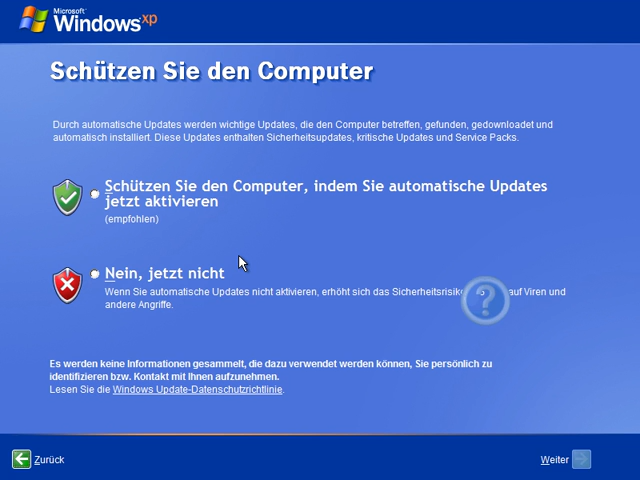 Microsoft®
Windows xp
Schützen Sie den Computer
Durch automatische Updates werden wichtige Updates, die den Computer betreffen, gefunden, gedownloadet und
automatisch installiert. Diese Updates enthalten Sicherheitsupdates, kritische Updates und Service Packs.
Schützen Sie den Computer, indem Sie automatische Updates
jetzt aktivieren
(empfohlen)
Nein, jetzt nicht
Wenn Sie automatische Updates nicht aktivieren, erhöht sich das auf Viren und
andere Angriffe.
Es werden keine Informationen gesammelt, die dazu verwendet werden können, Sie persönlich zu
identifizieren bzw. Kontakt mit Ihnen aufzunehmen.
Lesen Sie die Windows Update-Datenschutzrichtlinie.
Zurück
Weiter